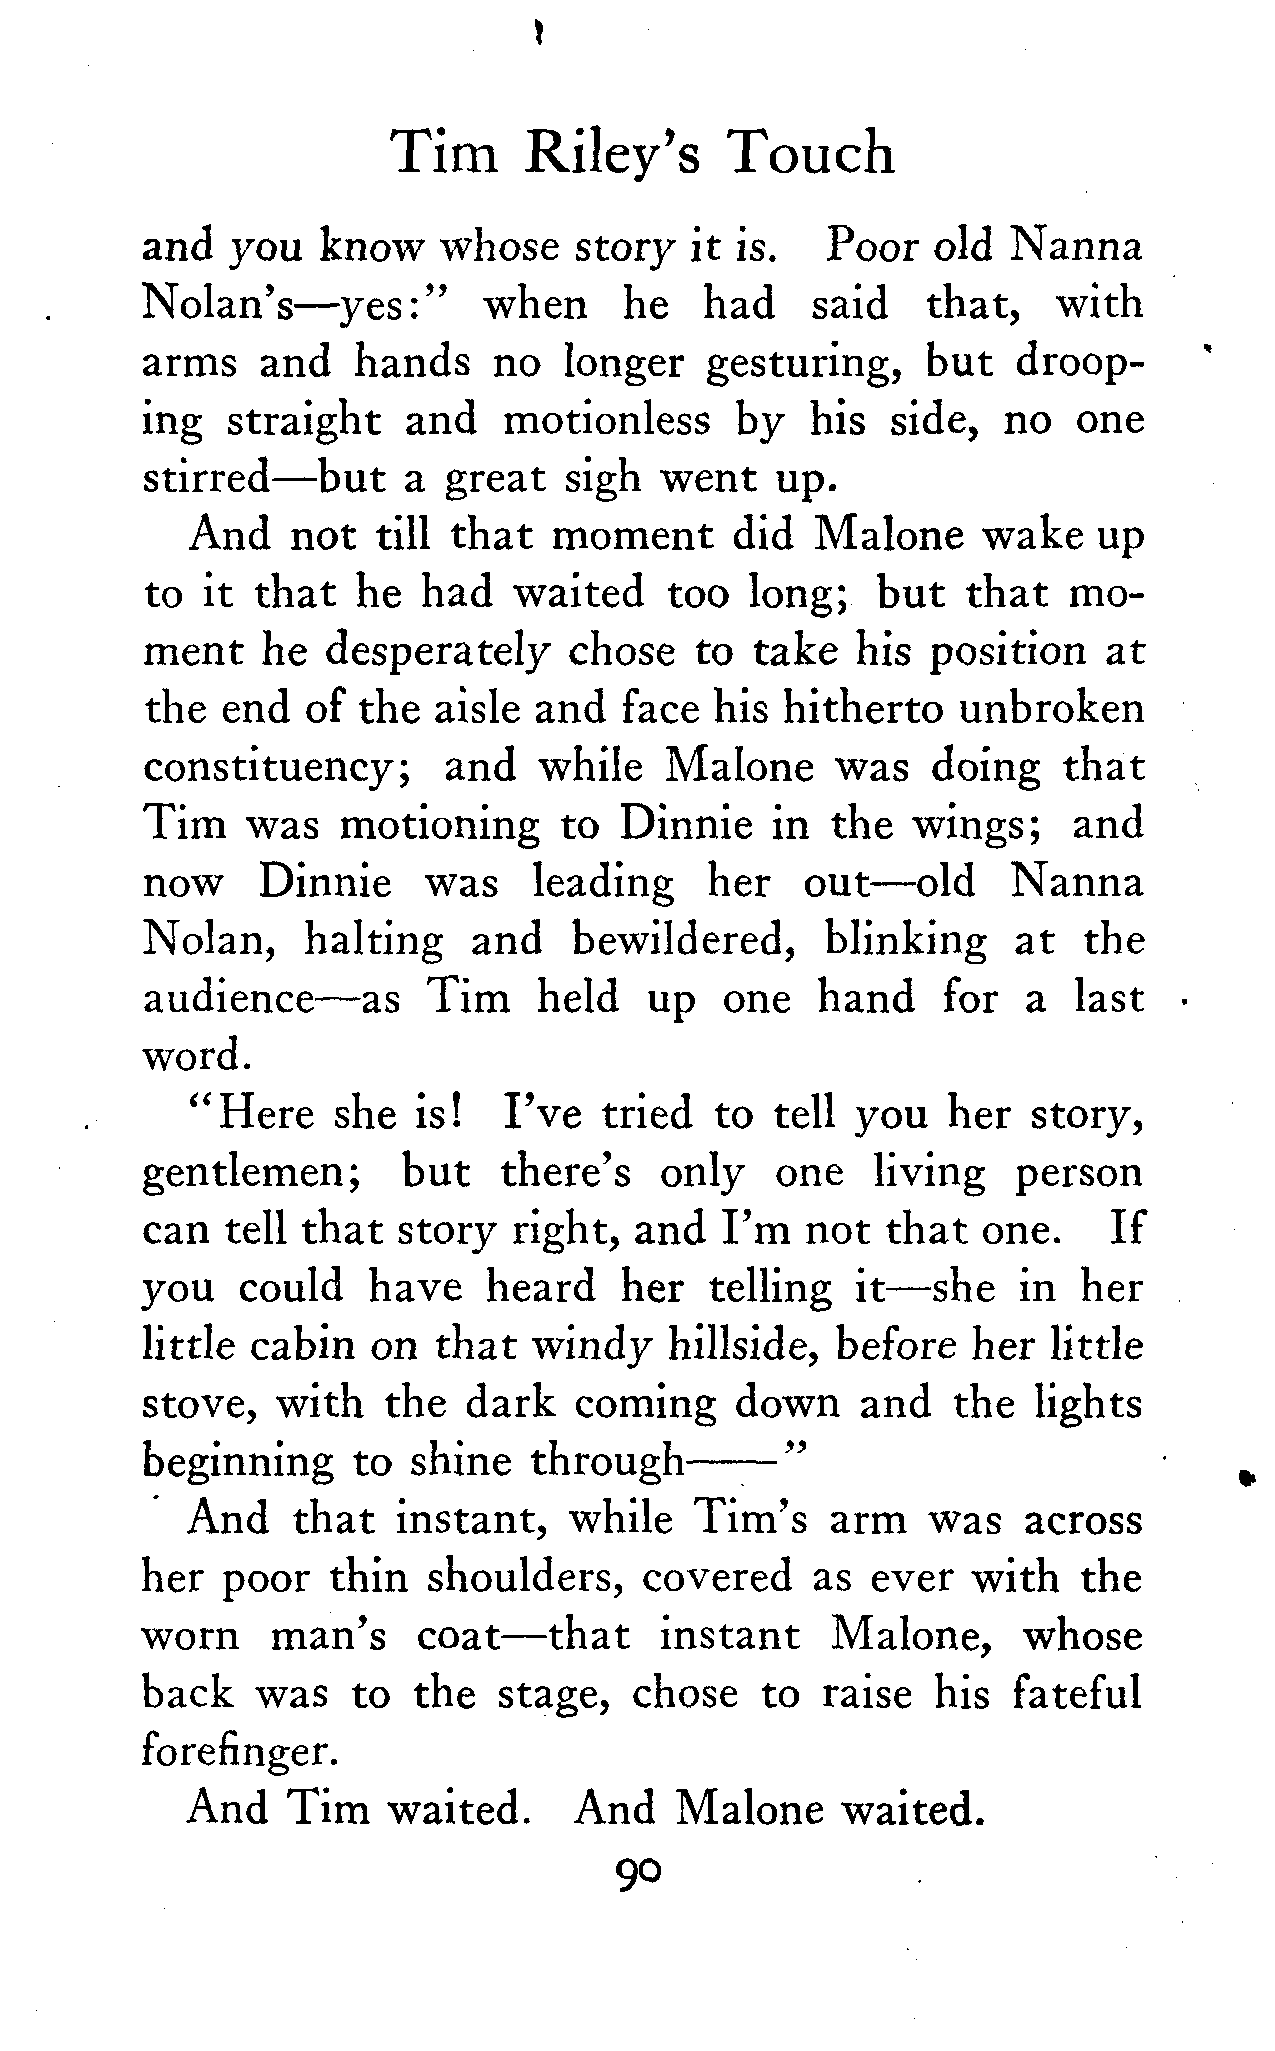 Tim Riley's Touch
and you know whose story it is. Poor old Nanna
Nolan's—yes:" when he had said that, with
arms and hands no longer gesturing, but droop-
ing straight and motionless by his side, no one
stirred—but a great sigh went up.
And not till that moment did Malone wake up
to it that he had waited too long; but that mo-
ment he desperately chose to take his position at
the end of the aisle and face his hitherto unbroken
constituency; and while Malone was doing that
Tim was motioning to Dinnie in the wings; and
now Dinnie was leading her out—old Nanna
Nolan, halting and bewildered, blinking at the
audience—as Tim held up one hand for a last
word.
"Here she is! I've tried to tell you her story,
gentlemen; but there's only one living person
can tell that story right, and I'm not that one. If
you could have heard her telling it—she in her
little cabin on that windy hillside, before her little
stove, with the dark coming down and the lights
beginning to shine through——"
And that instant, while Tim's arm was across
her poor thin shoulders, covered as ever with the
worn man's coat—that instant Malone, whose
back was to the stage, chose to raise his fateful
forefinger.
And Tim waited. And Malone waited.
90